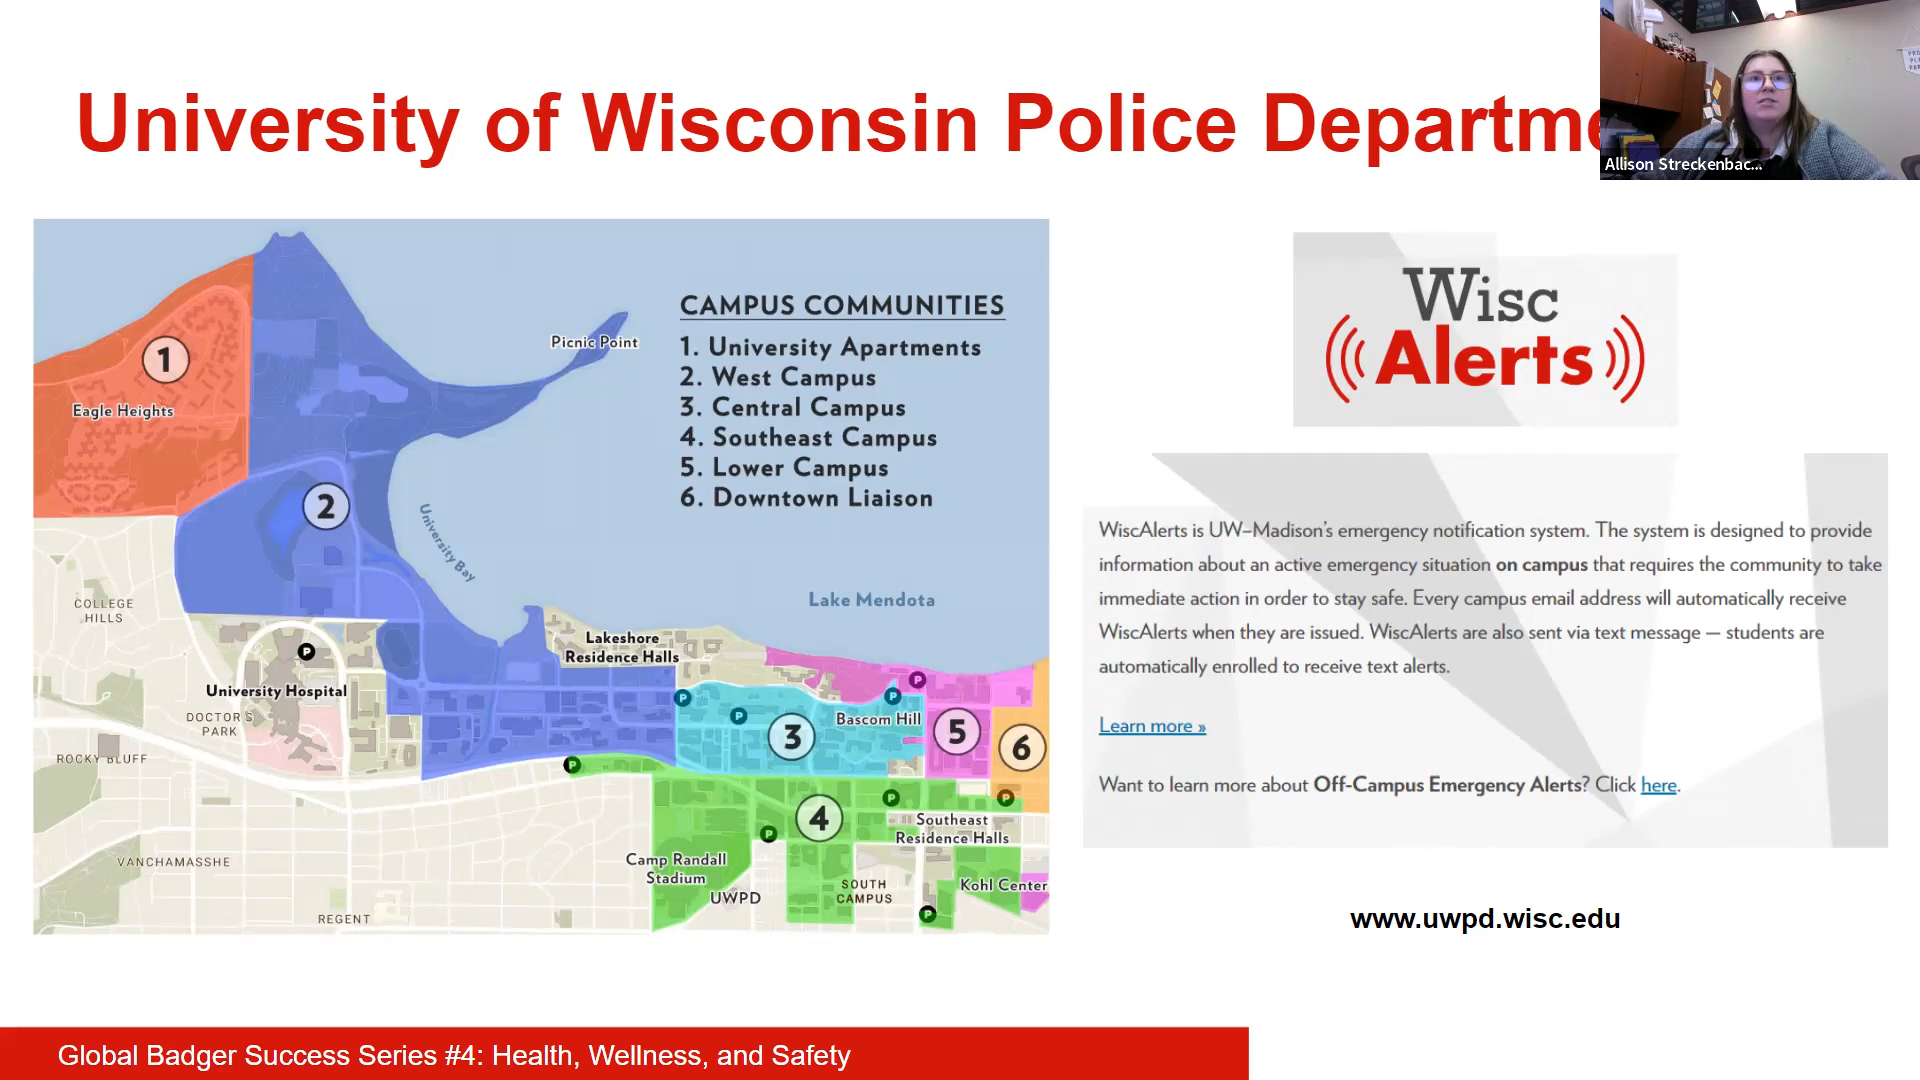 University of Wisconsin Police Departme
Allison Streckenbac...
CAMPUS COMMUNITIES
1. University Apartments
2. West Campus
3. Central Campus
4. Southeast Campus
5. Lower Campus
6. Downtown Liaison
Picnic Point
1
Eagle Heights
2
University Bay
Lake Mendota
COLLEGE
HILLS
Lakeshore
Residence Halls
P
University Hospital
DOCTOR'S
PARK
ROCKY BLUFF
P
P
P
P
Bascom Hill
3
5
6
P
4
P
P
P
Southeast
Residence Halls
VANCHAMASSHE
Camp Randall
Stadium
UWPD
SOUTH
CAMPUS
Kohl Center
P
REGENT
Wisc
Alerts
WiscAlerts is UW–Madison's emergency notification system. The system is designed to provide
information about an active emergency situation on campus that requires the community to take
immediate action in order to stay safe. Every campus email address will automatically receive
WiscAlerts when they are issued. WiscAlerts are also sent via text message — students are
automatically enrolled to receive text alerts.
Learn more »
Want to learn more about Off-Campus Emergency Alerts? Click here.
www.uwpd.wisc.edu
Global Badger Success Series #4: Health, Wellness, and Safety